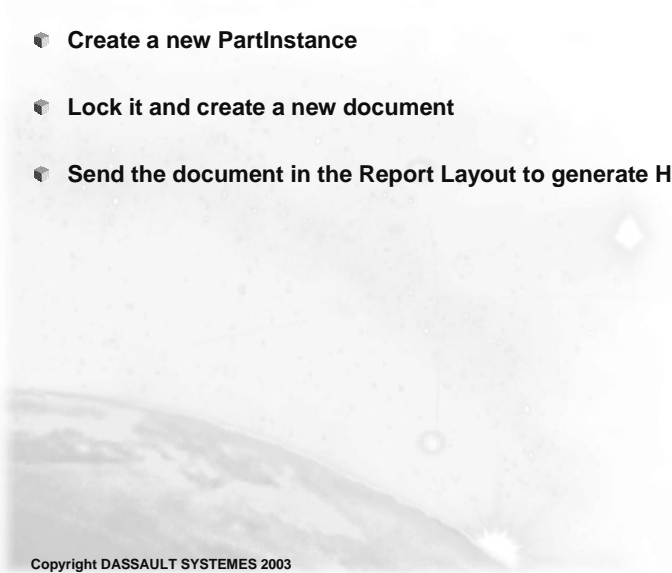 Create a new PartInstance
Lock it and create a new document
Send the document in the Report Layout to generate H
Copyright DASSAULT SYSTEMES 2003